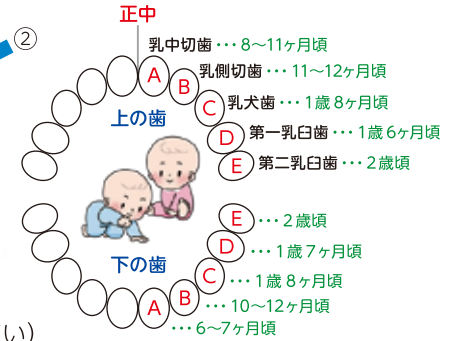 正中
②
乳中切歯・・・8〜11ヶ月頃
A
乳側切歯・・・11〜12ヶ月頃
B
乳犬歯・・・1歳8ヶ月頃
C
上の歯
第一乳臼歯・・・1歳6ヶ月頃
D
第二乳臼歯・・・2歳頃
E
E
・・・2歳頃
D
・・・1歳7ヶ月頃
下の歯
C
・・・1歳8ヶ月頃
B
・・・10〜12ヶ月頃
A
・・・6〜7ヶ月頃
い)